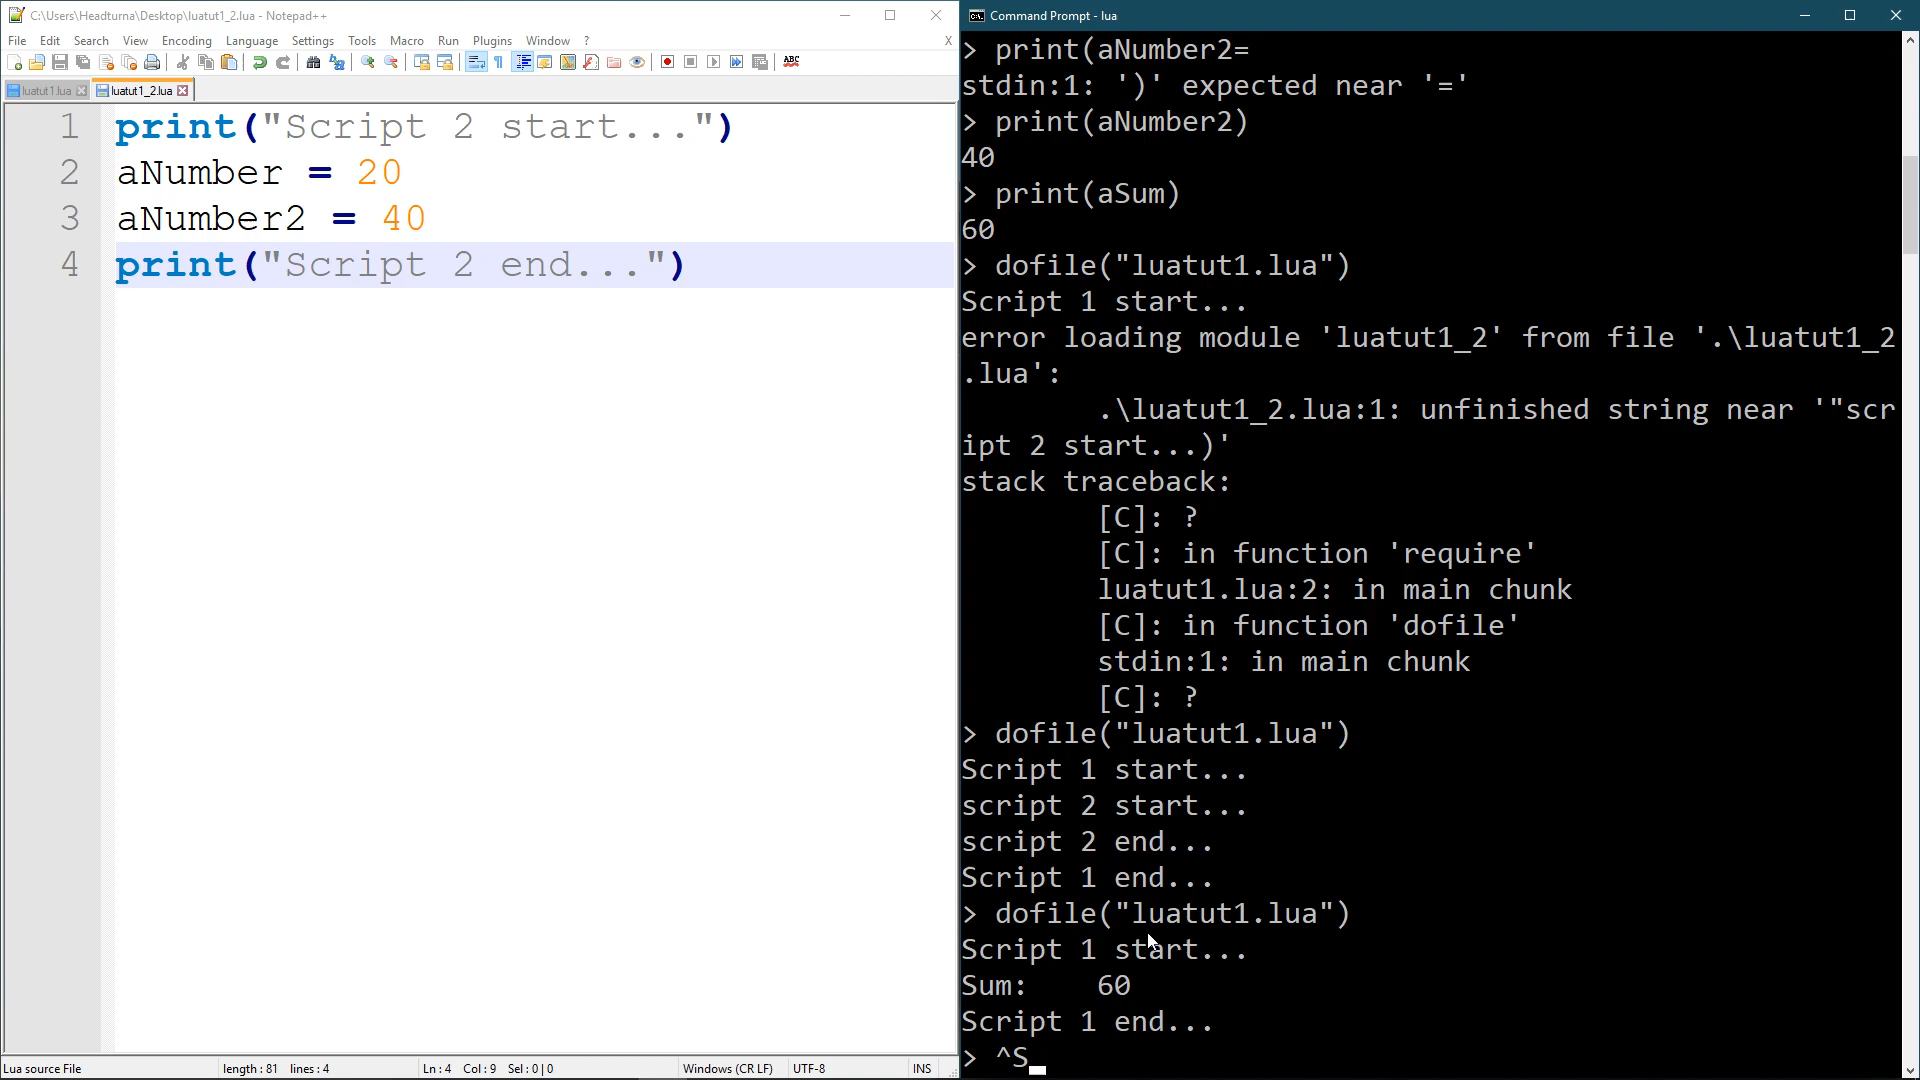 C:\Users\Headturna\Desktop\luatut1_2.lua - Notepad++
File Edit Search View Encoding Language Settings Tools Macro Run Plugins Window ? X
ABC
luatut1.lua luatut1_2.lua
1 print("Script 2 start...")
2 aNumber = 20
3 aNumber2 = 40
4 print("Script 2 end...")
Lua source File length : 81 lines : 4 Ln : 4 Col : 9 Sel : 0 | 0 Windows (CR LF) UTF-8 INS
Command Prompt - lua
> print(aNumber2=
stdin:1: ')' expected near '='
> print(aNumber2)
40
> print(aSum)
60
> dofile("luatut1.lua")
Script 1 start...
error loading module 'luatut1_2' from file '.\luatut1_2
.lua':
.\luatut1_2.lua:1: unfinished string near '"scr
ipt 2 start...)'
stack traceback:
[C]: ?
[C]: in function 'require'
luatut1.lua:2: in main chunk
[C]: in function 'dofile'
stdin:1: in main chunk
[C]: ?
> dofile("luatut1.lua")
Script 1 start...
script 2 start...
script 2 end...
Script 1 end...
> dofile("luatut1.lua")
Script 1 start...
Sum: 60
Script 1 end...
> ^S